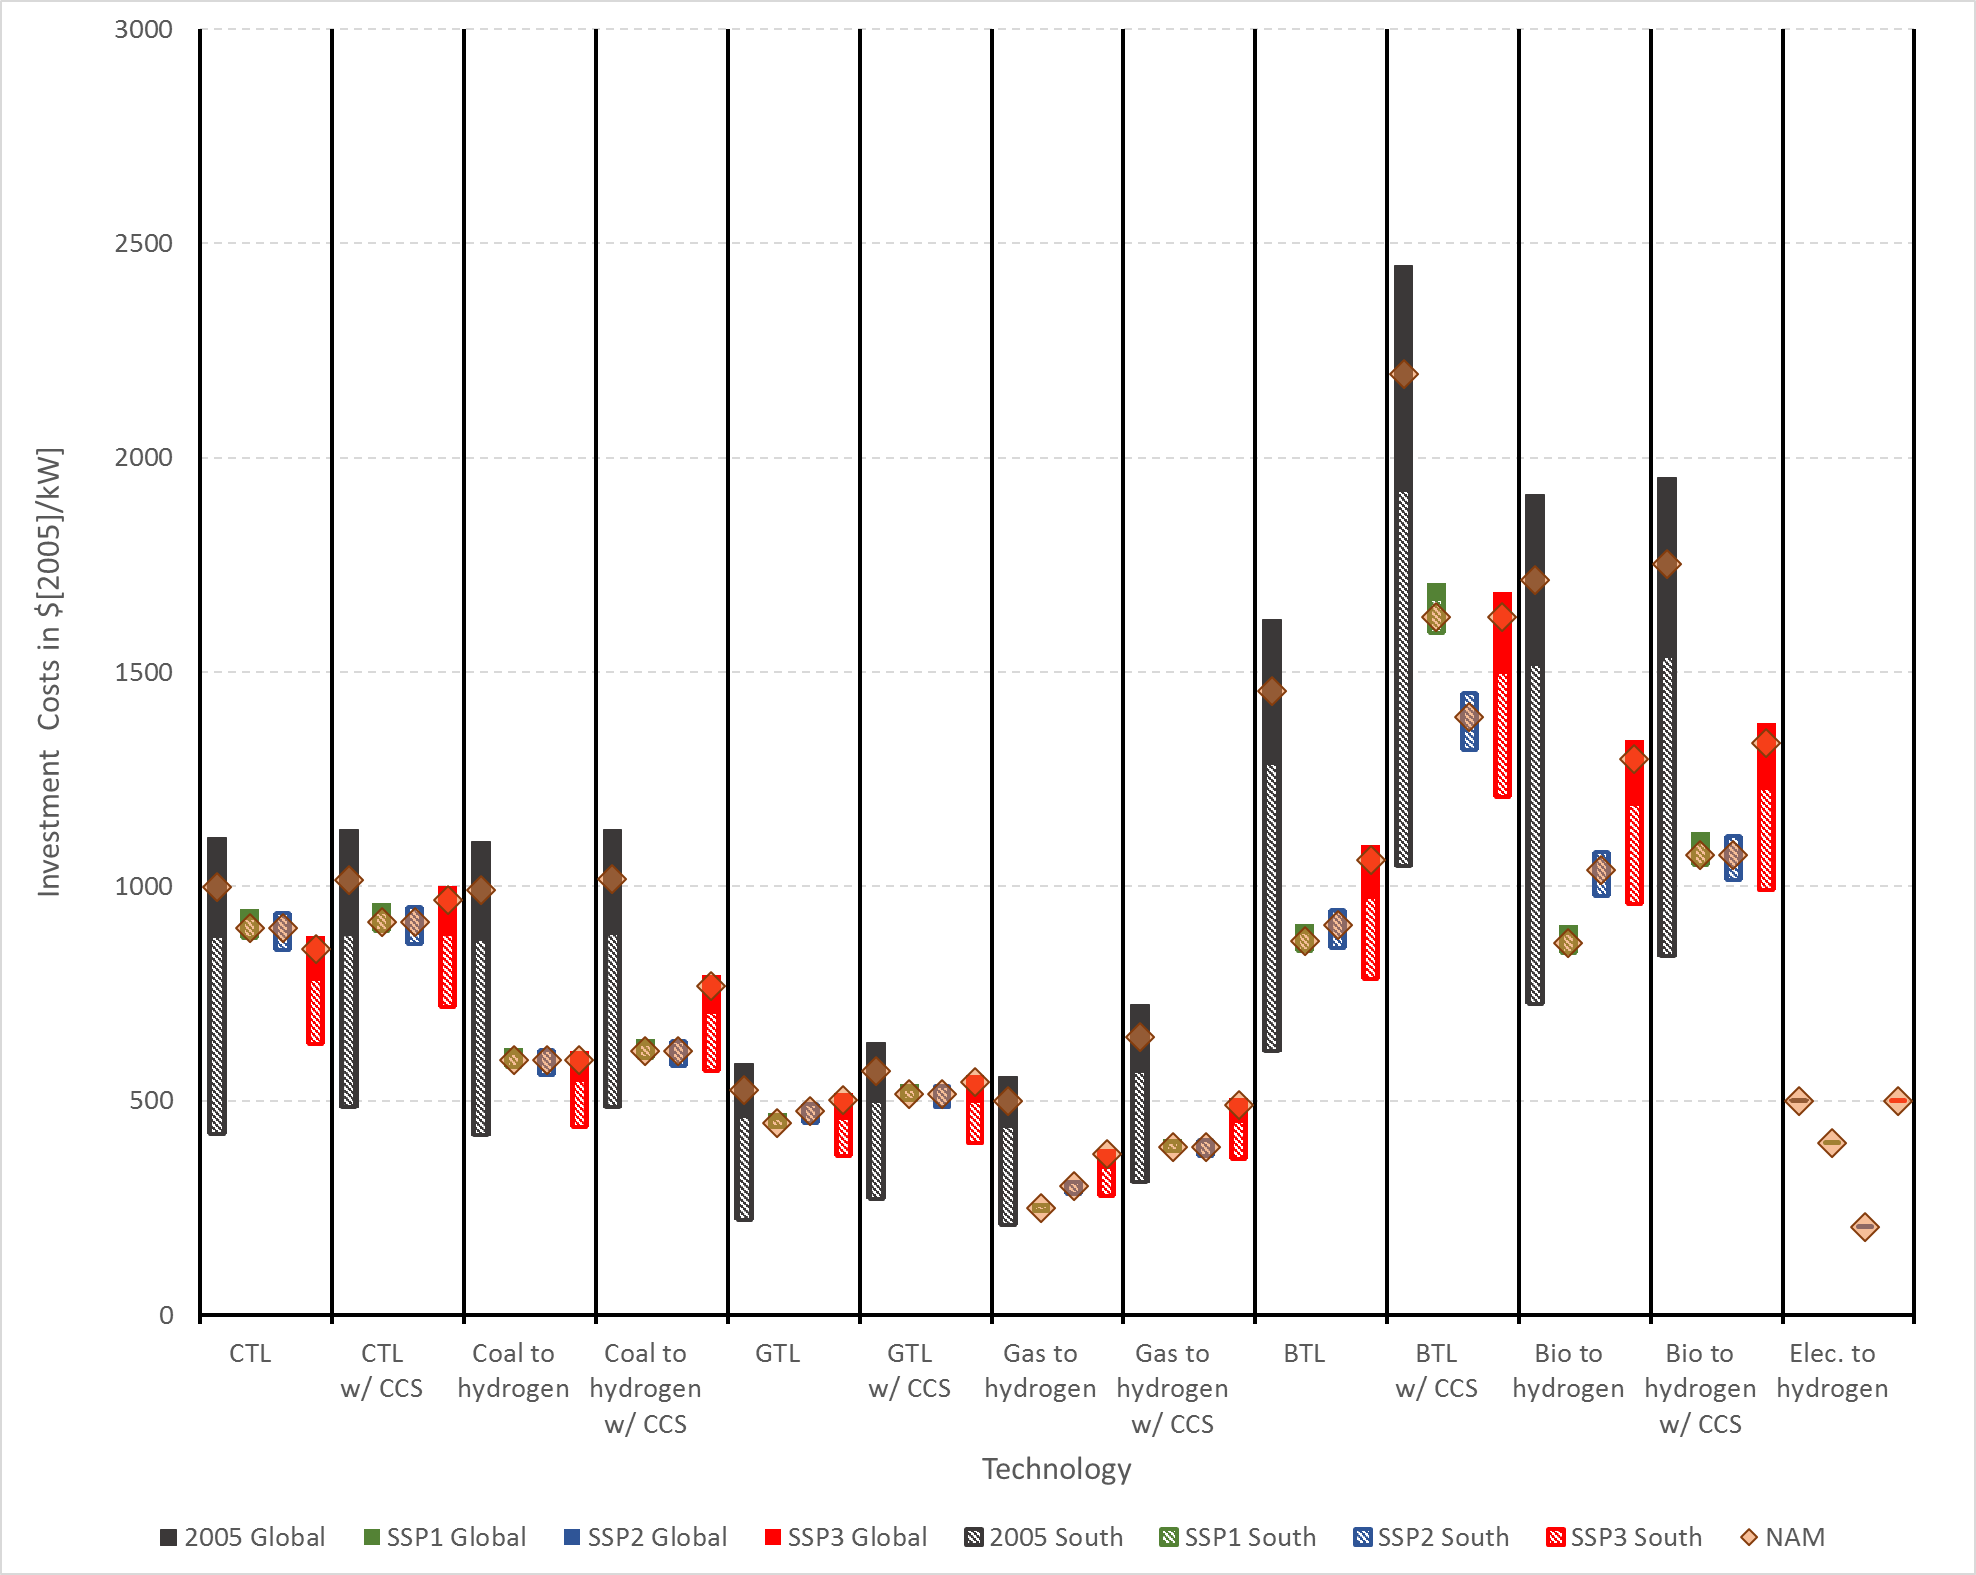 3000
2500
2000
1500
1000
500
0
Investment Costs in $[2005]/kW]
CTL
CTL
w/ CCS
Coal to
hydrogen
Coal to
hydrogen
w/ CCS
GTL
GTL
w/ CCS
Gas to
hydrogen
Gas to
hydrogen
w/ CCS
BTL
BTL
w/ CCS
Bio to
hydrogen
Bio to
hydrogen
w/ CCS
Elec. to
hydrogen
Technology
2005 Global SSP1 Global SSP2 Global SSP3 Global 2005 South SSP1 South SSP2 South SSP3 South NAM